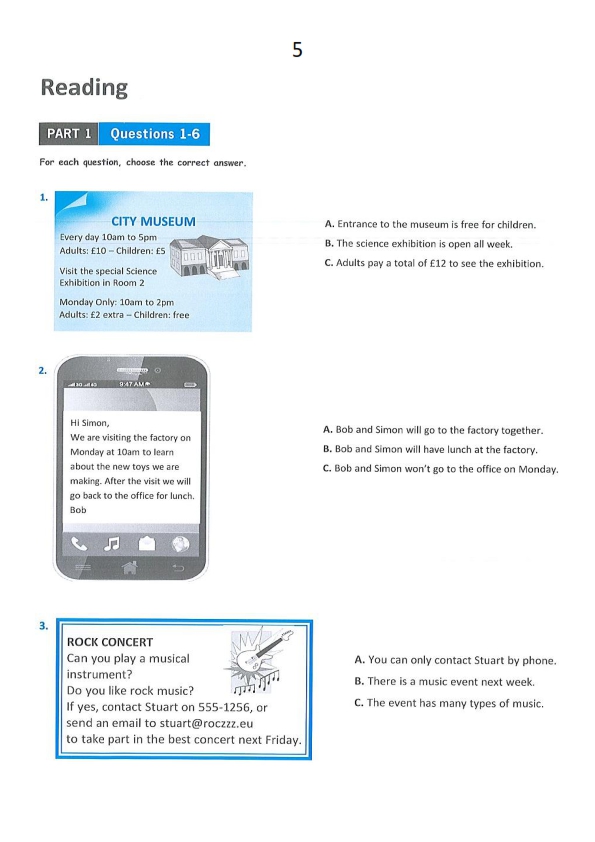 5
Reading
PART 1 Questions 1-6
For each question, choose the correct answer.
1.
CITY MUSEUM
Every day 10am to 5pm
Adults: £10 – Children: £5
Visit the special Science
Exhibition in Room 2
Monday Only: 10am to 2pm
Adults: £2 extra – Children: free
A. Entrance to the museum is free for children.
B. The science exhibition is open all week.
C. Adults pay a total of £12 to see the exhibition.
2.
9:47 AM
Hi Simon,
We are visiting the factory on
Monday at 10am to learn
about the new toys we are
making. After the visit we will
go back to the office for lunch.
Bob
A. Bob and Simon will go to the factory together.
B. Bob and Simon will have lunch at the factory.
C. Bob and Simon won't go to the office on Monday.
3.
ROCK CONCERT
Can you play a musical
instrument?
Do you like rock music?
If yes, contact Stuart on 555-1256, or
send an email to stuart@roczzz.eu
to take part in the best concert next Friday.
A. You can only contact Stuart by phone.
B. There is a music event next week.
C. The event has many types of music.